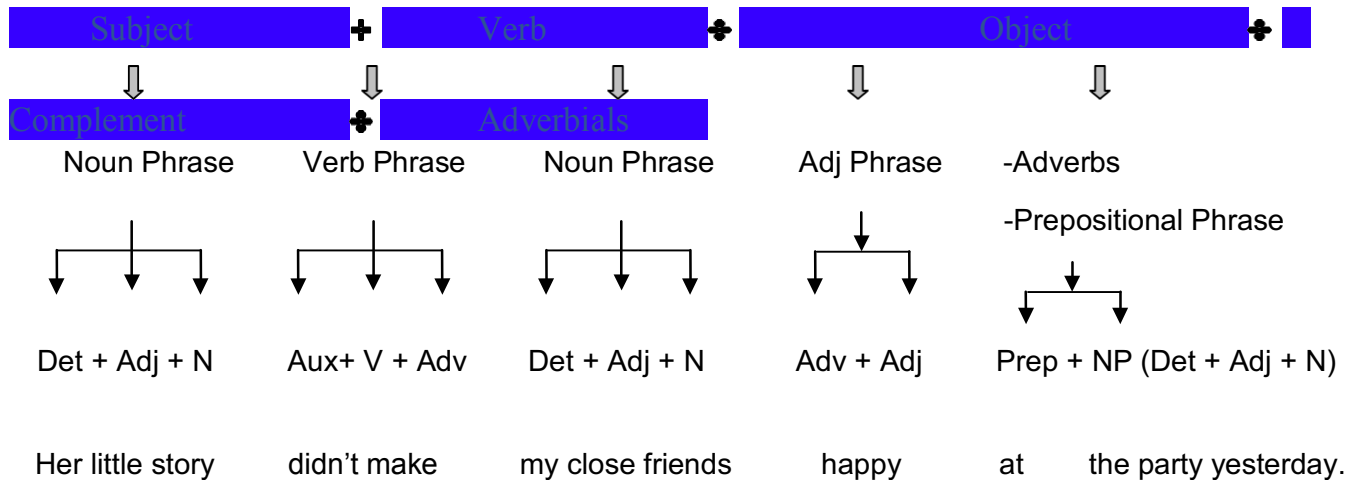 Subject + Verb + Object +
Complement + Adverbials
Noun Phrase Verb Phrase Noun Phrase Adj Phrase -Adverbs
-Prepositional Phrase
Det + Adj + N Aux+ V + Adv Det + Adj + N Adv + Adj Prep + NP (Det + Adj + N)
Her little story didn’t make my close friends happy at the party yesterday.